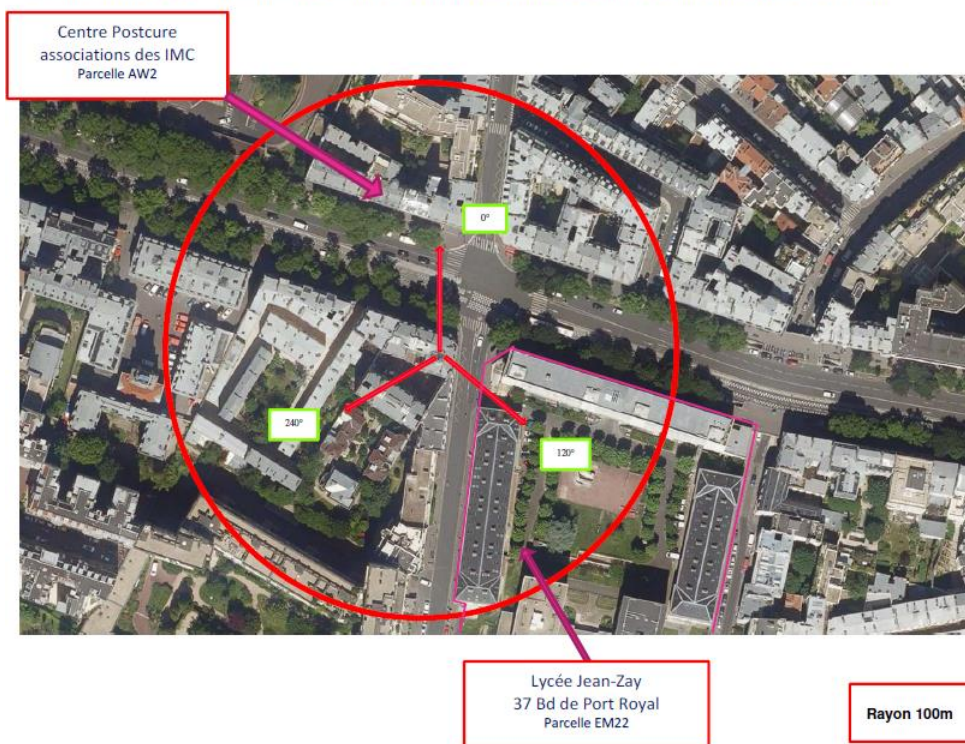 Centre Postcure
associations des IMC
Parcelle AW2
0°
240°
120°
Lycée Jean-Zay
37 Bd de Port Royal
Parcelle EM22
Rayon 100m